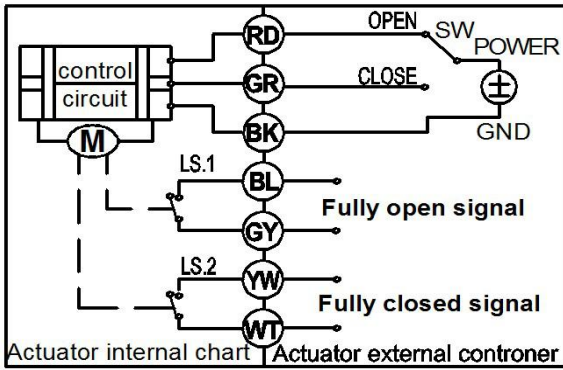 RD
OPEN
SW
POWER
control
circuit
GR
CLOSE
±
BK
GND
M
LS.1
BL
Fully open signal
GY
LS.2
YW
Fully closed signal
WT
Actuator internal chart
Actuator external controner